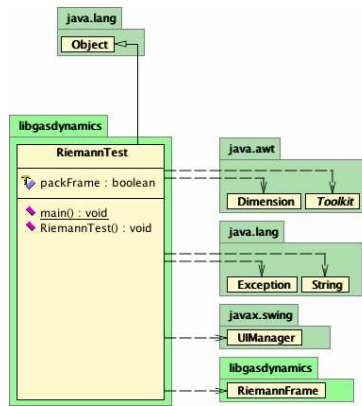 java.lang
Object
libgasdynamics
RiemannTest
packFrame : boolean
main() : void
RiemannTest() : void
java.awt
Dimension
Toolkit
java.lang
Exception
String
javax.swing
UIManager
libgasdynamics
RiemannFrame